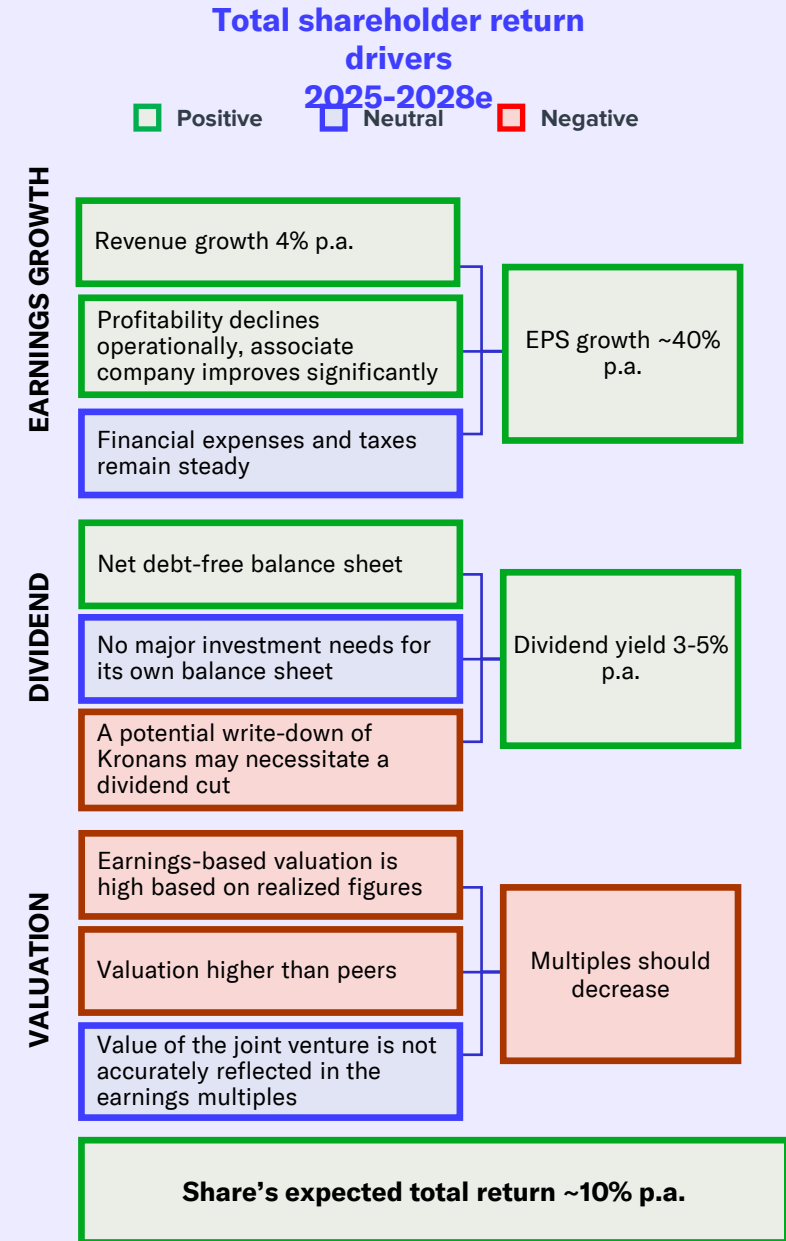 Total shareholder return
drivers
2025-2028e
Positive
Neutral
Negative
EARNINGS GROWTH
Revenue growth 4% p.a.
Profitability declines
operationally, associate
company improves significantly
Financial expenses and taxes
remain steady
EPS growth ~40%
p.a.
DIVIDEND
Net debt-free balance sheet
No major investment needs for
its own balance sheet
A potential write-down of
Kronans may necessitate a
dividend cut
Dividend yield 3-5%
p.a.
VALUATION
Earnings-based valuation is
high based on realized figures
Valuation higher than peers
Value of the joint venture is not
accurately reflected in the
earnings multiples
Multiples should
decrease
Share’s expected total return ~10% p.a.